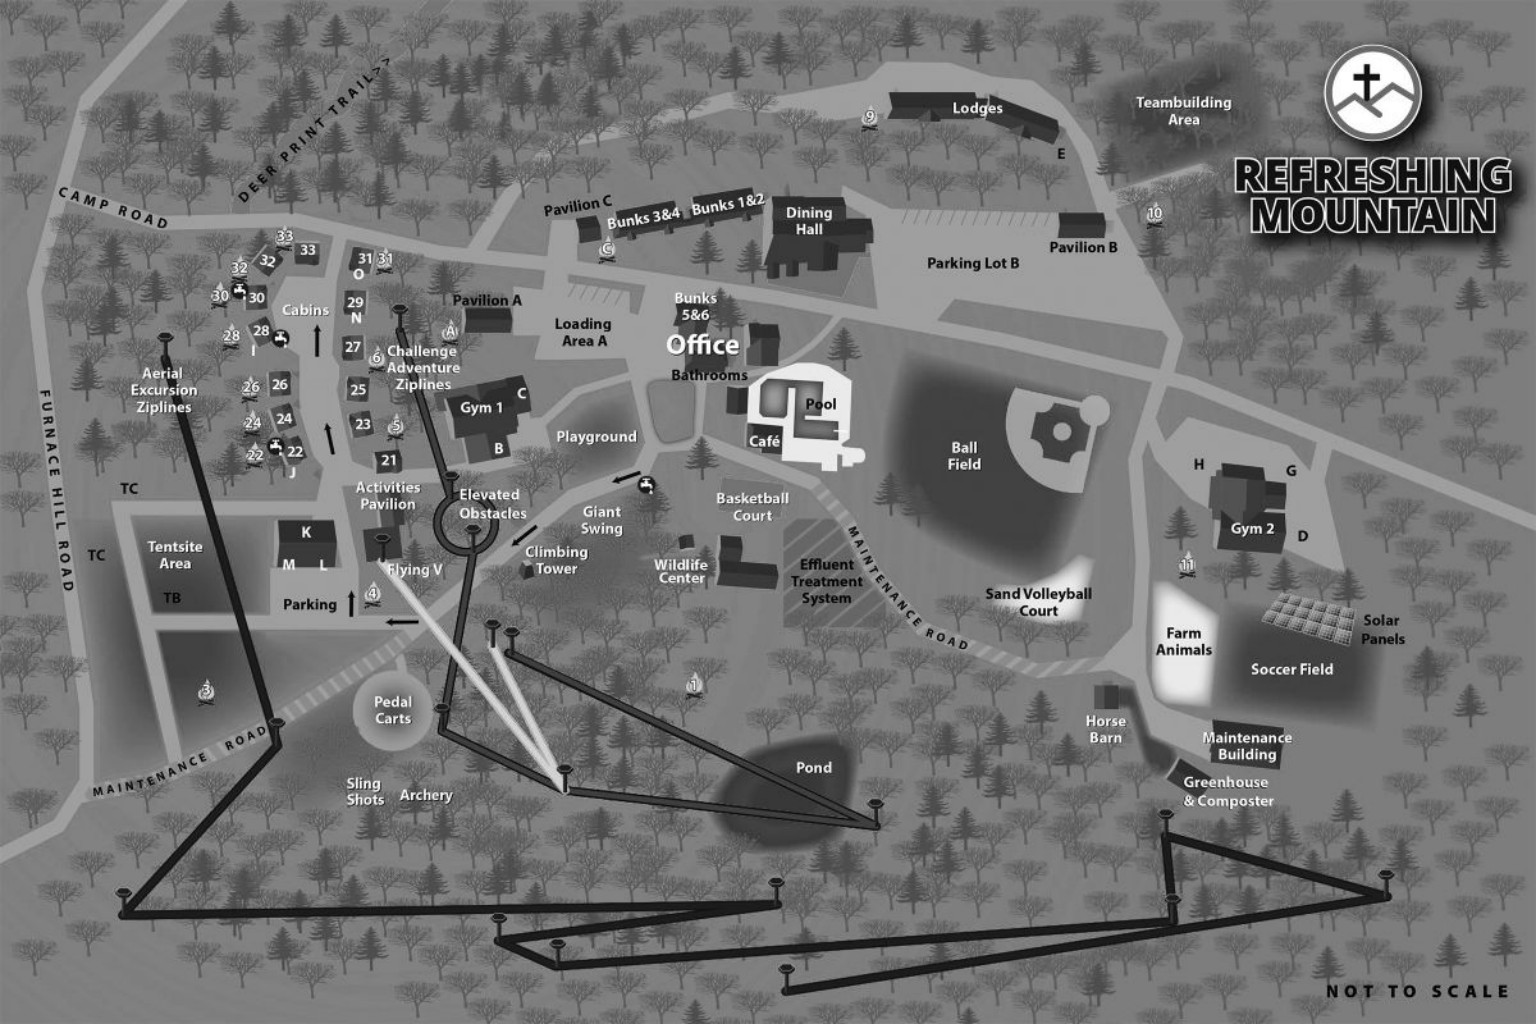 REFRESHING
MOUNTAIN
Teambuilding
Area
9
Lodges
E
DEER PRINT TRAIL>>
CAMP ROAD
Pavilion C
Bunks 3&4
Bunks 1&2
Dining
Hall
C
10
Pavilion B
Parking Lot B
33
33
32
32
31
31
O
30
30
Cabins
29
N
28
28
I
27
6
26
26
25
24
24
23
5
22
22
J
21
Pavilion A
A
Loading
Area A
Bunks
5&6
Office
Bathrooms
Challenge
Adventure
Ziplines
Aerial
Excursion
Ziplines
Gym 1
C
B
Playground
Pool
Café
Ball
Field
H
G
Gym 2
D
FURNACE HILL ROAD
TC
TC
Activities
Pavilion
Elevated
Obstacles
Giant
Swing
Basketball
Court
MAINTENANCE ROAD
Tentsite
Area
TB
K
M
L
Parking
Flying V
4
Climbing
Tower
Wildlife
Center
Effluent
Treatment
System
Sand Volleyball
Court
11
Farm
Animals
Solar
Panels
Soccer Field
3
1
Pedal
Carts
MAINTENANCE ROAD
Sling
Shots
Archery
Pond
Horse
Barn
Maintenance
Building
Greenhouse
& Composter
NOT TO SCALE